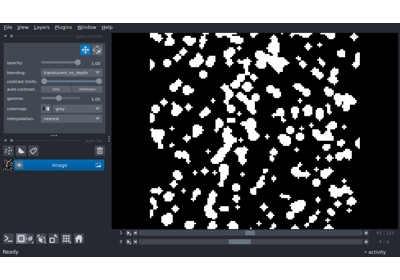 File View Layers Plugins Window Help
opacity: 1.00
blending: translucent_no_depth
contrast limits:
auto-contrast: once continuous
gamma: 1.00
colormap: gray
interpolation: nearest
Image
1
0
Ready
activity